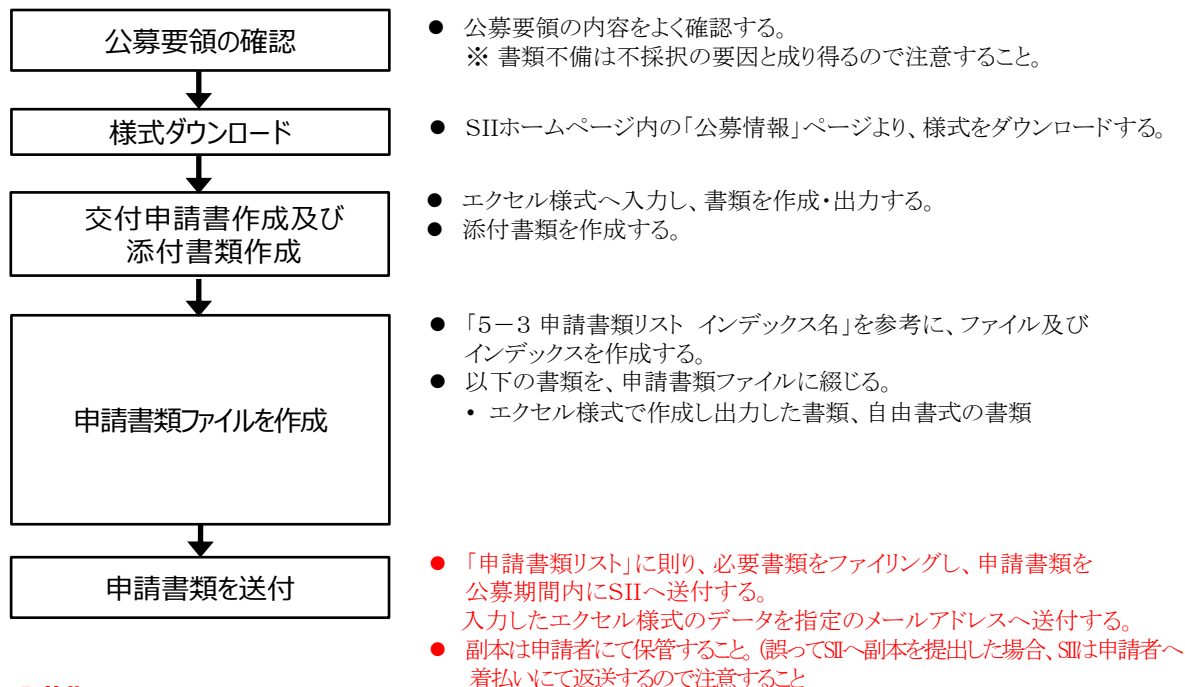 公募要領の確認
● 公募要領の内容をよく確認する。
※ 書類不備は不採択の要因と成り得るので注意すること。
様式ダウンロード
● SIIホームページ内の「公募情報」ページより、様式をダウンロードする。
交付申請書作成及び
添付書類作成
● エクセル様式へ入力し、書類を作成・出力する。
● 添付書類を作成する。
申請書類ファイルを作成
● 「5－3 申請書類リスト インデックス名」を参考に、ファイル及び
インデックスを作成する。
● 以下の書類を、申請書類ファイルに綴じる。
• エクセル様式で作成し出力した書類、自由書式の書類
申請書類を送付
● 「申請書類リスト」に則り、必要書類をファイリングし、申請書類を
公募期間内にSIIへ送付する。
入力したエクセル様式のデータを指定のメールアドレスへ送付する。
● 副本は申請者にて保管すること。(誤ってSIIへ副本を提出した場合、SIIは申請者へ
着払いにて返送するので注意すること